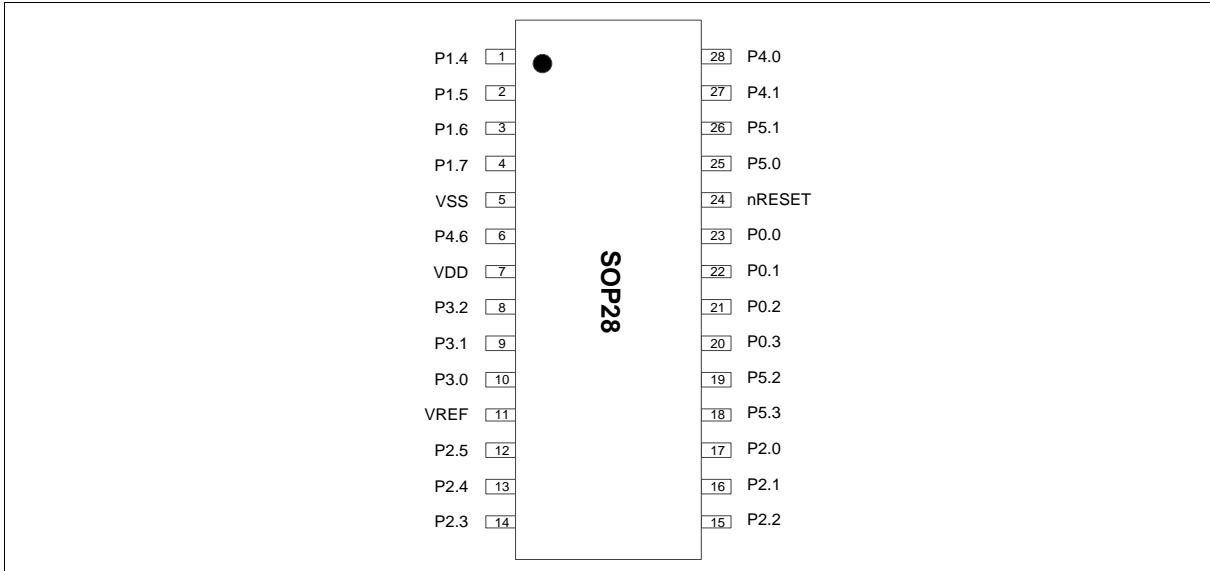 P1.4 1 28 P4.0
P1.5 2 27 P4.1
P1.6 3 26 P5.1
P1.7 4 25 P5.0
VSS 5 24 nRESET
P4.6 6 23 P0.0
VDD 7 22 P0.1
P3.2 8 21 P0.2
P3.1 9 20 P0.3
P3.0 10 19 P5.2
VREF 11 18 P5.3
P2.5 12 17 P2.0
P2.4 13 16 P2.1
P2.3 14 15 P2.2
SOP28